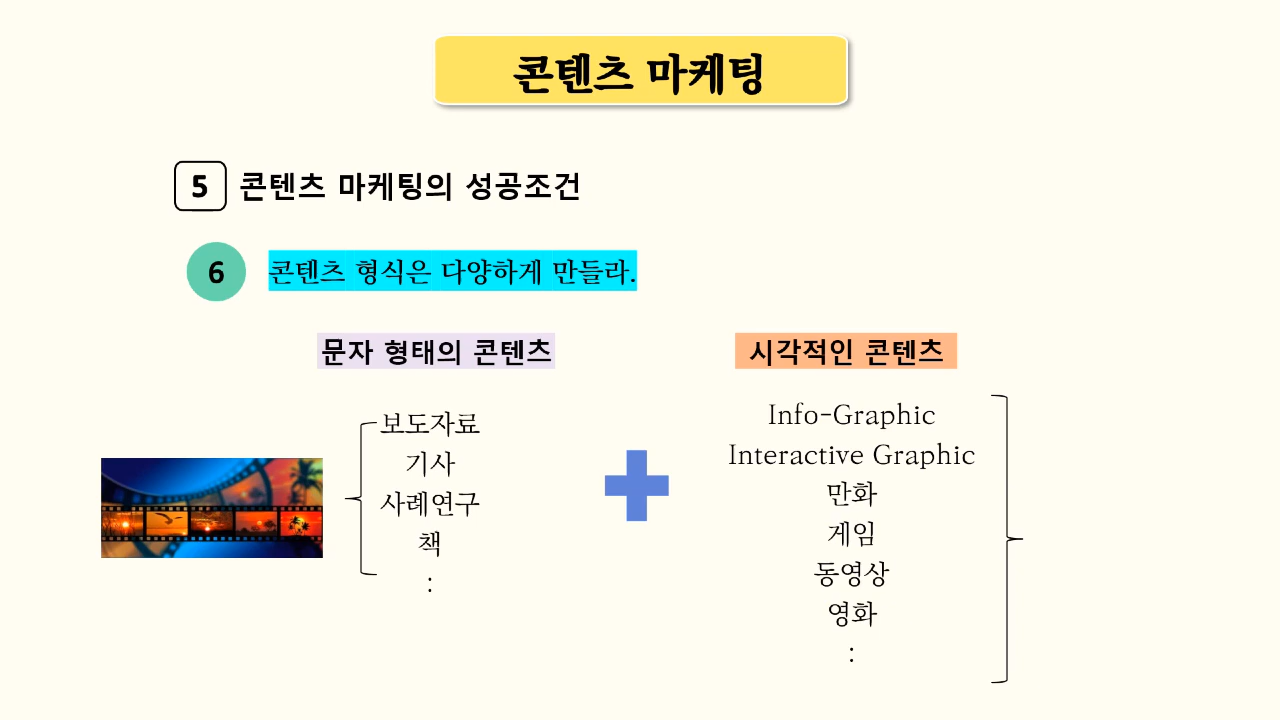 콘텐츠 마케팅
5 콘텐츠 마케팅의 성공조건
6 콘텐츠 형식은 다양하게 만들라.
문자 형태의 콘텐츠
보도자료
기사
사례연구
책
:
시각적인 콘텐츠
Info-Graphic
Interactive Graphic
만화
게임
동영상
영화
: